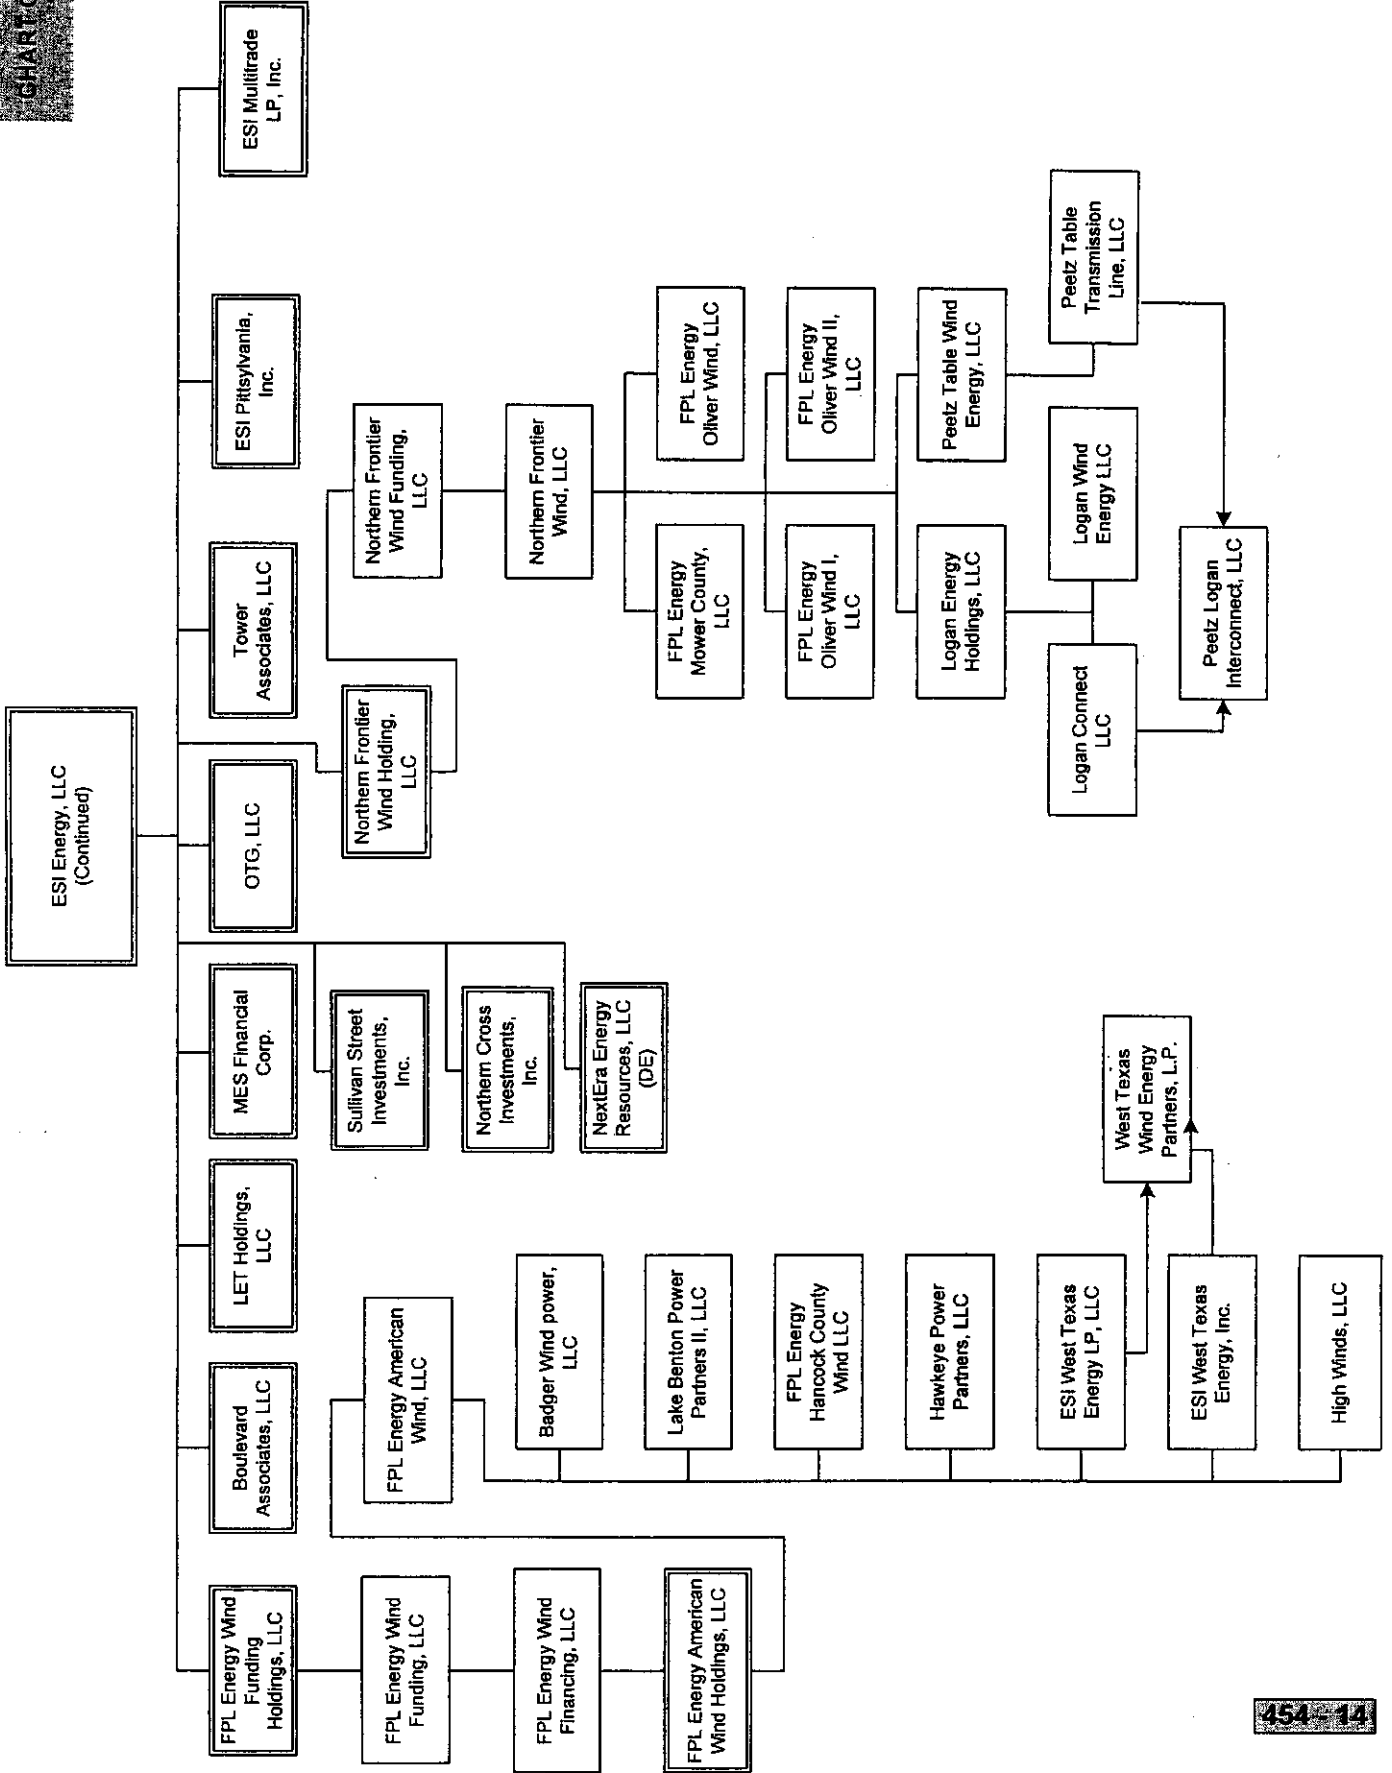 ESI Energy, LLC
(Continued)
FPL Energy Wind
Funding
Holdings, LLC
Boulevard
Associates, LLC
LET Holdings,
LLC
MES Financial
Corp.
OTG, LLC
Tower
Associates, LLC
ESI Pittsylvania,
Inc.
ESI Multitrade
LP, Inc.
FPL Energy Wind
Funding, LLC
FPL Energy Wind
Financing, LLC
FPL Energy American
Wind Holdings, LLC
FPL Energy American
Wind, LLC
Badger Wind power,
LLC
Lake Benton Power
Partners II, LLC
FPL Energy
Hancock County
Wind LLC
Hawkeye Power
Partners, LLC
ESI West Texas
Energy LP, LLC
ESI West Texas
Energy, Inc.
High Winds, LLC
West Texas
Wind Energy
Partners, L.P.
Sullivan Street
Investments,
Inc.
Northern Cross
Investments,
Inc.
NextEra Energy
Resources, LLC
(DE)
Northern Frontier
Wind Holding,
LLC
Northern Frontier
Wind Funding,
LLC
Northern Frontier
Wind, LLC
FPL Energy
Mower County,
LLC
FPL Energy
Oliver Wind, LLC
FPL Energy
Oliver Wind I,
LLC
FPL Energy
Oliver Wind II,
LLC
Logan Energy
Holdings, LLC
Peetz Table Wind
Energy, LLC
Logan Connect
LLC
Logan Wind
Energy LLC
Peetz Table
Transmission
Line, LLC
Peetz Logan
Interconnect, LLC
CHART
454 - 14